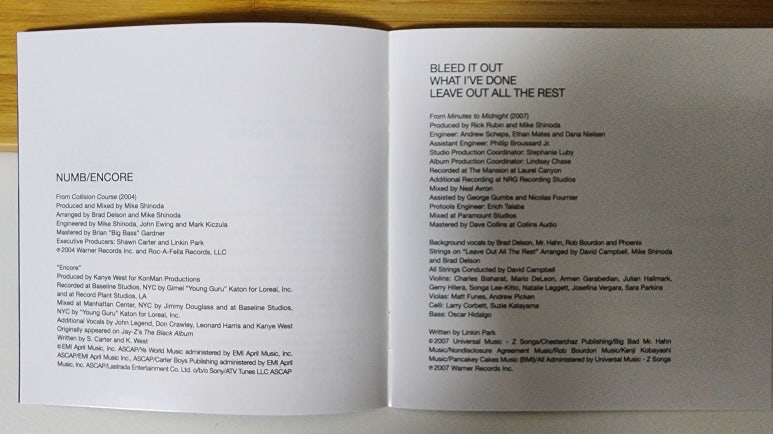 NUMB/ENCORE
From Collision Course (2004)
Produced and Mixed by Mike Shinoda
Arranged by Brad Delson and Mike Shinoda
Engineered by Mike Shinoda, John Ewing and Mark Kiczula
Mastered by Brian "Big Bass" Gardner
Executive Producers: Shawn Carter and Linkin Park
℗2004 Warner Records Inc. and Roc-A-Fella Records, LLC
"Encore"
Produced by Kanye West for KonMan Productions
Recorded at Baseline Studios, NYC by Gimel "Young Guru" Katon for Loreal, Inc.
and at Record Plant Studios, LA
Mixed at Manhattan Center, NYC by Jimmy Douglass and at Baseline Studios,
NYC by "Young Guru" Katon for Loreal, Inc.
Additional Vocals by John Legend, Don Crawley, Leonard Harris and Kanye West
Originally appeared on Jay-Z's The Black Album
Written by S. Carter and K. West
©EMI April Music, Inc. ASCAP/Ye World Music administered by EMI April Music, Inc.
ASCAP/EMI April Music Inc, ASCAP/Carter Boys Publishing administered by EMI April
Music, Inc. ASCAP/Lastrada Entertainment Co. Ltd. o/b/o Sony/ATV Tunes LLC ASCAP
BLEED IT OUT
WHAT I'VE DONE
LEAVE OUT ALL THE REST
From Minutes to Midnight (2007)
Produced by Rick Rubin and Mike Shinoda
Engineer: Andrew Scheps, Ethan Mates and Dana Nielsen
Assistant Engineer: Phillip Broussard Jr.
Studio Production Coordinator: Stephanie Luby
Album Production Coordinator: Lindsay Chase
Recorded at The Mansion at Laurel Canyon
Additional Recording at NRG Recording Studios
Mixed by Neal Avron
Assisted by George Gumbs and Nicolas Fournier
Protools Engineer: Erich Talaba
Mixed at Paramount Studios
Mastered by Dave Collins at Collins Audio
Background vocals by Brad Delson, Mr. Hahn, Rob Bourdon and Phoenix
Strings on "Leave Out All The Rest" Arranged by David Campbell, Mike Shinoda
and Brad Delson
All Strings Conducted by David Campbell
Violins: Charles Bisharat, Mario DeLeon, Armen Garabedian, Julian Hallmark,
Gerry Hilera, Songa Lee-Kitto, Natalie Leggett, Josefina Vergara, Sara Parkins
Violas: Matt Funes, Andrew Picken
Celli: Larry Corbett, Suzie Katayama
Bass: Oscar Hidalgo
Written by Linkin Park
©2007 Universal Music - Z Songs/Chesterchaz Publishing/Big Bad Mr. Hahn
Music/Nondisclosure Agreement Music/Rob Bourdon Music/Kenji Kobayashi
Music/Pancakey Cakes Music (BMI)/All Administered by Universal Music - Z Songs
℗2007 Warner Records Inc.